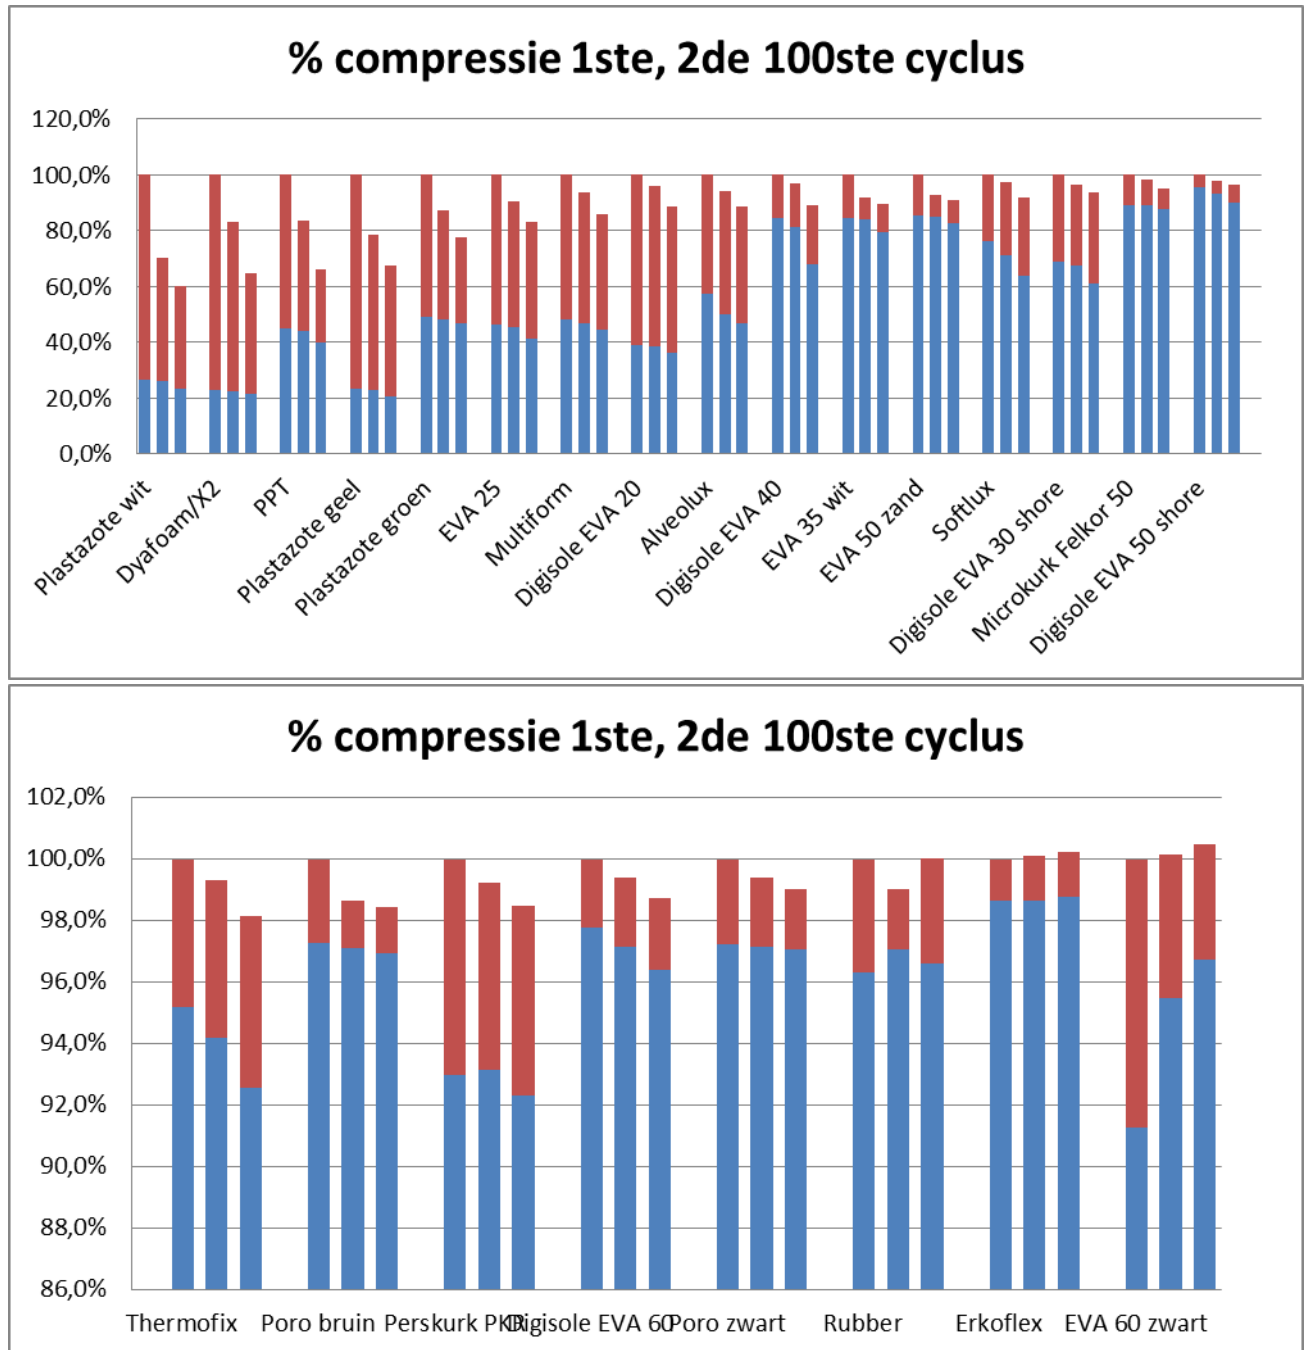 % compressie 1ste, 2de 100ste cyclus
120,0%
100,0%
80,0%
60,0%
40,0%
20,0%
0,0%
Plastazote wit
Dyafoam/X2
PPT
Plastazote geel
Plastazote groen
EVA 25
Multiform
Digisole EVA 20
Alveolux
Digisole EVA 40
EVA 35 wit
EVA 50 zand
Softlux
Digisole EVA 30 shore
Microkurk Felkor 50
Digisole EVA 50 shore
% compressie 1ste, 2de 100ste cyclus
102,0%
100,0%
98,0%
96,0%
94,0%
92,0%
90,0%
88,0%
86,0%
Thermofix
Poro bruin
Perskurk PKR
Digisole EVA 60
Poro zwart
Rubber
Erkoflex
EVA 60 zwart